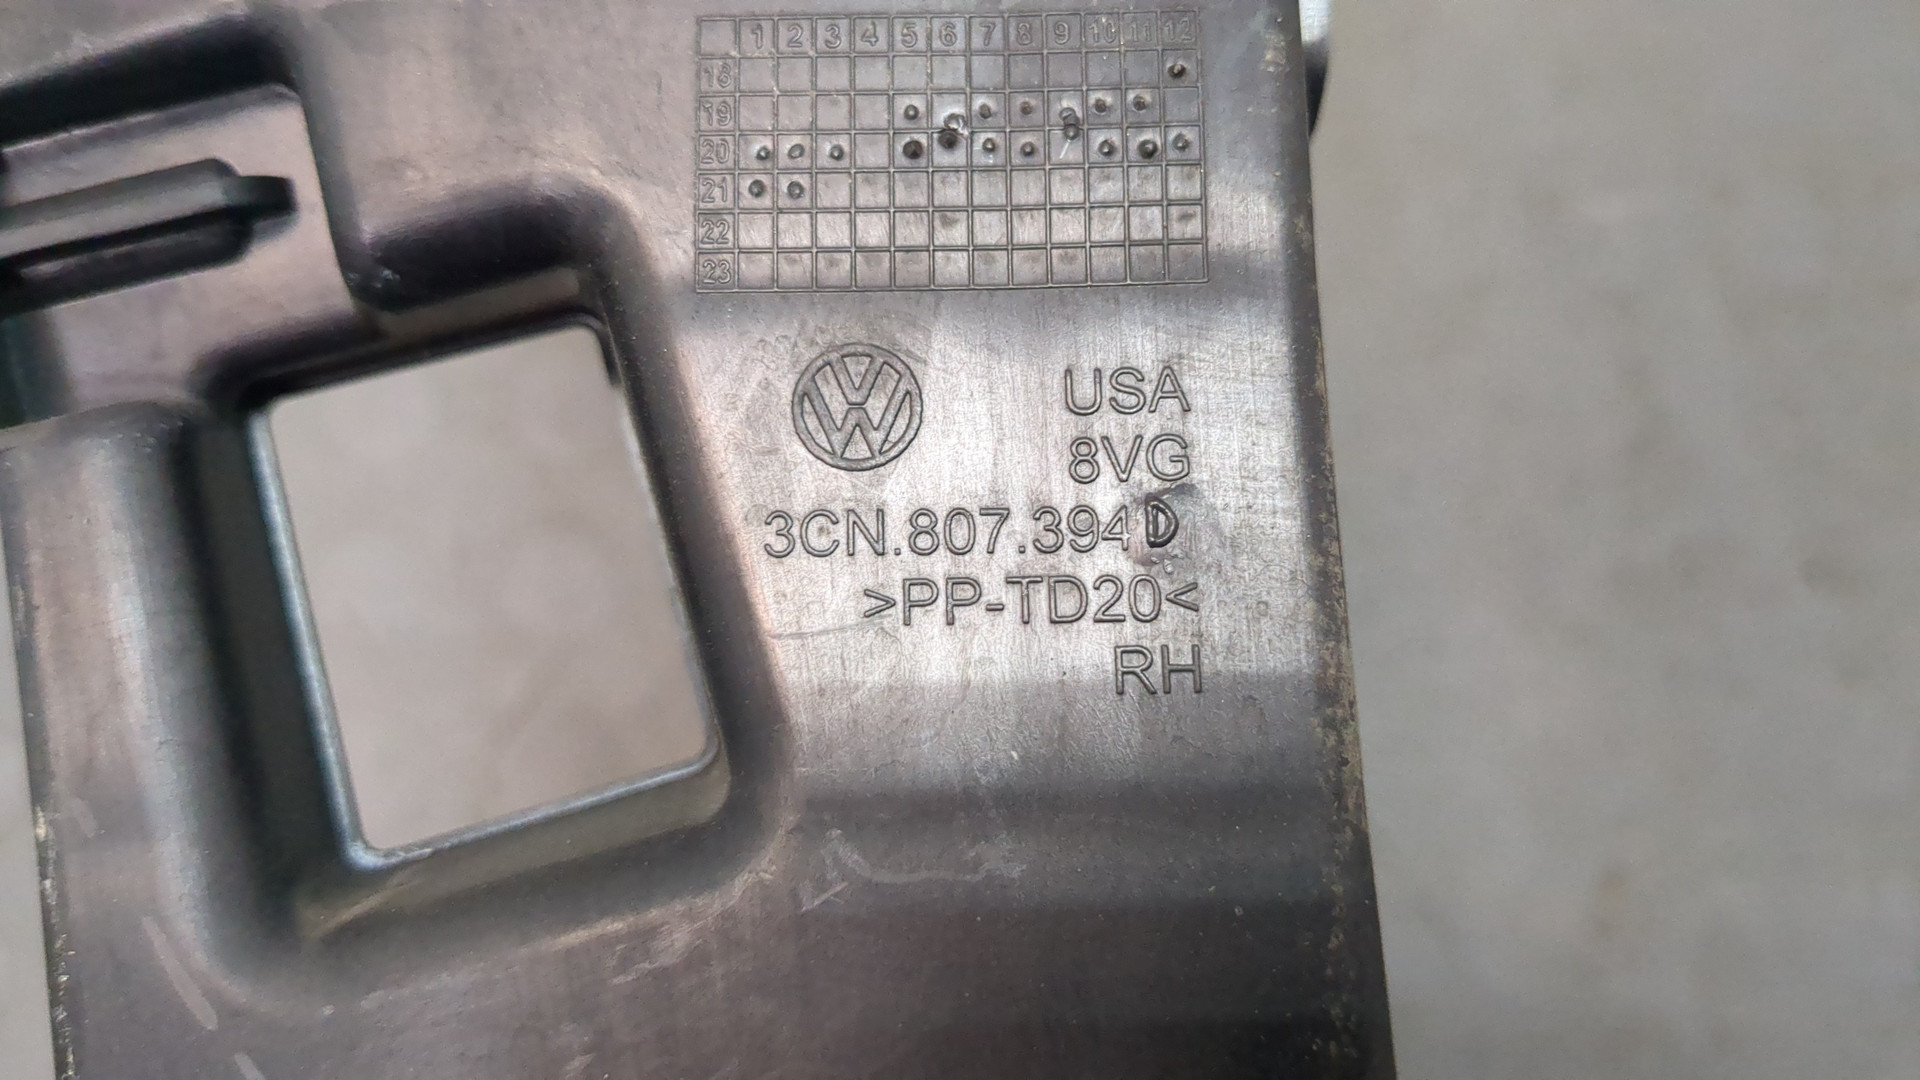 1 2 3 4 5 6 7 8 9 10 11 12
18
19
20
21
22
23
VW
USA
8VG
3CN.807.394 D
>PP-TD20<
RH